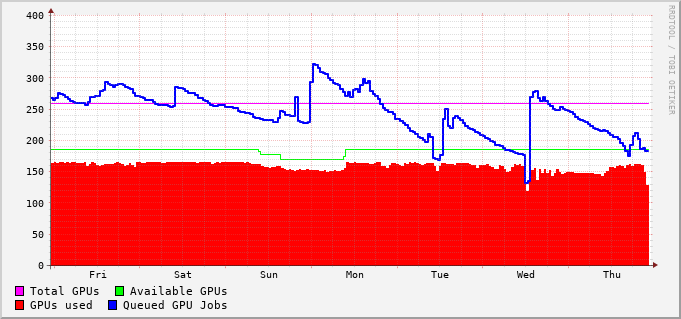 400
350
300
250
200
150
100
50
0
Fri Sat Sun Mon Tue Wed Thu
Total GPUs Available GPUs
GPUs used Queued GPU Jobs
RRDTOOL / TOBI OETIKER